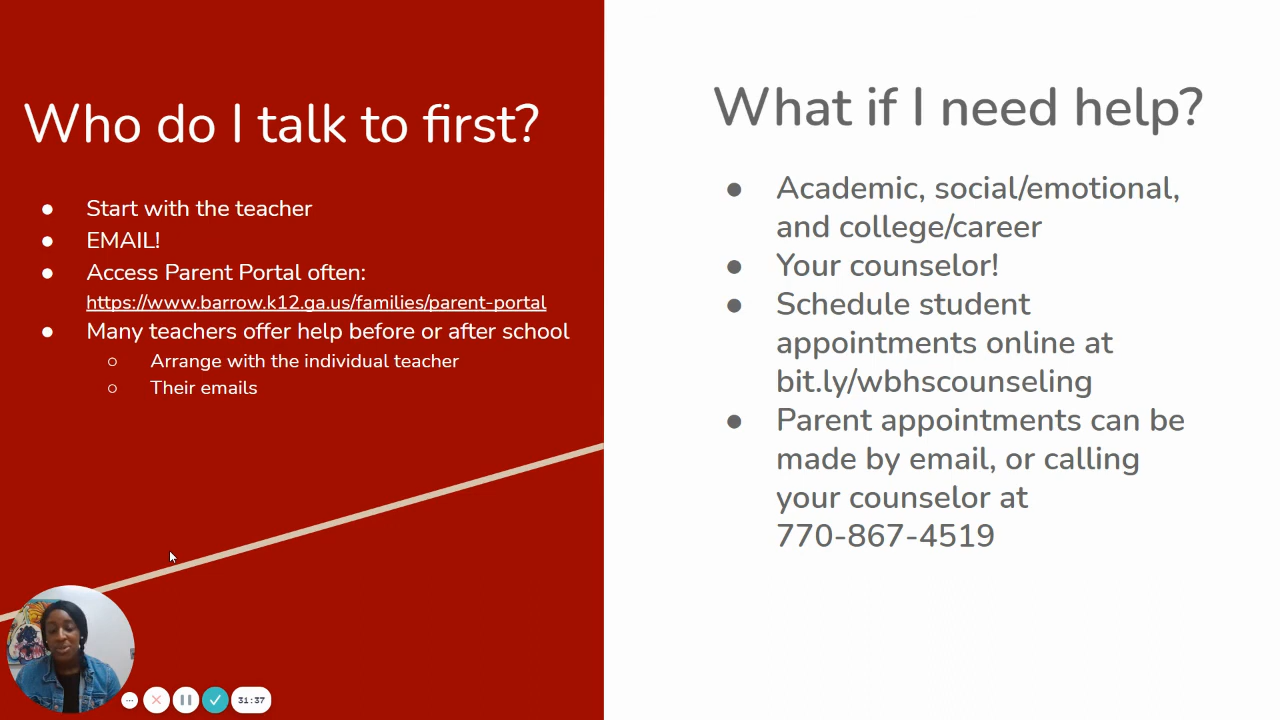 Who do I talk to first?
● Start with the teacher
● EMAIL!
● Access Parent Portal often:
https://www.barrow.k12.ga.us/families/parent-portal
● Many teachers offer help before or after school
○ Arrange with the individual teacher
○ Their emails
What if I need help?
● Academic, social/emotional,
and college/career
● Your counselor!
● Schedule student
appointments online at
bit.ly/wbhscounseling
● Parent appointments can be
made by email, or calling
your counselor at
770-867-4519
31:37